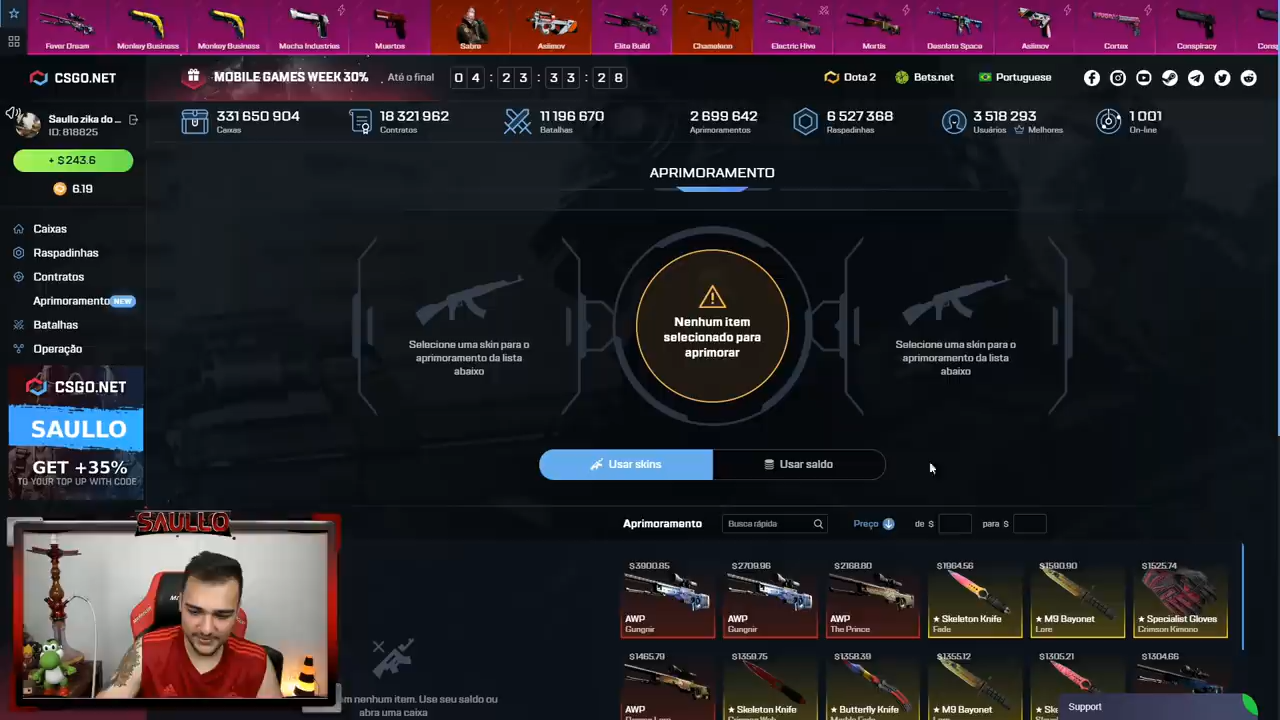 Fever Dream
Monkey Business
Monkey Business
Mecha Industries
Muertos
Sabre
Asiimov
Elite Build
Chameleon
Electric Hive
Mortis
Desolate Space
Asiimov
Cortex
Conspiracy
CSGO.NET
MOBILE GAMES WEEK 30%
Até o final
0 4 : 2 3 : 3 3 : 2 8
Dota 2
Bets.net
Portuguese
Saullo zika do ...
ID: 818825
+ $ 243.6
6.19
331 650 904
Caixas
18 321 962
Contratos
11 196 670
Batalhas
2 699 642
Aprimoramentos
6 527 368
Raspadinhas
3 518 293
Usuários
Melhores
1 001
On-line
Caixas
Raspadinhas
Contratos
Aprimoramento NEW
Batalhas
Operação
CSGO.NET
SAULLO
GET +35%
TO YOUR TOP UP WITH CODE
SAULLO
APRIMORAMENTO
Selecione uma skin para o
aprimoramento da lista
abaixo
Nenhum item
selecionado para
aprimorar
Selecione uma skin para o
aprimoramento da lista
abaixo
Usar skins
Usar saldo
Aprimoramento
Busca rápida
Preço
de $
para $
$3900.85
AWP
Gungnir
$2709.96
AWP
Gungnir
$2168.80
AWP
The Prince
$1964.56
★ Skeleton Knife
Fade
$1590.90
★ M9 Bayonet
Lore
$1525.74
★ Specialist Gloves
Crimson Kimono
$1465.79
AWP
$1359.75
★ Skeleton Knife
$1358.39
★ Butterfly Knife
$1355.12
★ M9 Bayonet
$1305.21
$1304.66
m nenhum item. Use seu saldo ou
abra uma caixa
Support